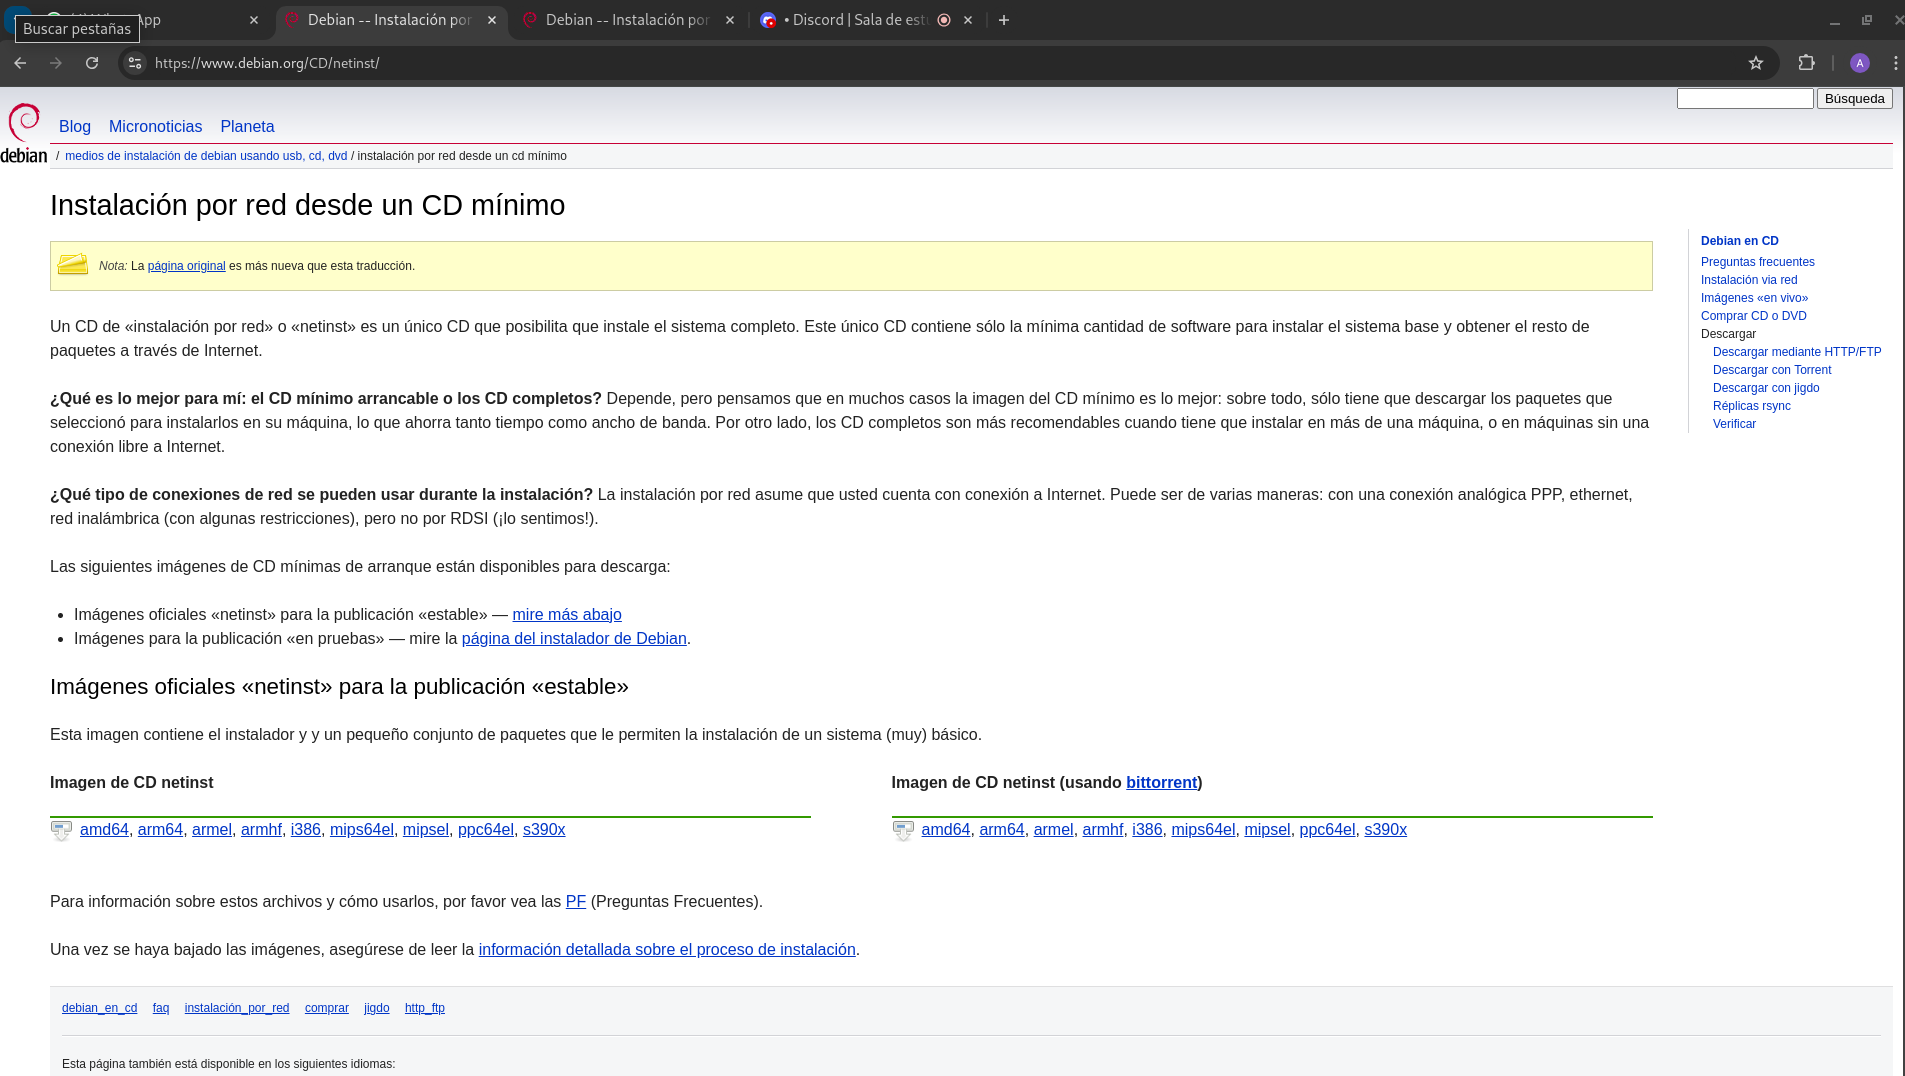 App
Debian -- Instalación por
Debian -- Instalación por
• Discord | Sala de estu
Buscar pestañas
https://www.debian.org/CD/netinst/
A
Búsqueda
debian
Blog Micronoticias Planeta
/ medios de instalación de debian usando usb, cd, dvd / instalación por red desde un cd mínimo
Instalación por red desde un CD mínimo
Nota: La página original es más nueva que esta traducción.
Debian en CD
Preguntas frecuentes
Instalación via red
Imágenes «en vivo»
Comprar CD o DVD
Descargar
Descargar mediante HTTP/FTP
Descargar con Torrent
Descargar con jigdo
Réplicas rsync
Verificar
Un CD de «instalación por red» o «netinst» es un único CD que posibilita que instale el sistema completo. Este único CD contiene sólo la mínima cantidad de software para instalar el sistema base y obtener el resto de
paquetes a través de Internet.
¿Qué es lo mejor para mí: el CD mínimo arrancable o los CD completos? Depende, pero pensamos que en muchos casos la imagen del CD mínimo es lo mejor: sobre todo, sólo tiene que descargar los paquetes que
seleccionó para instalarlos en su máquina, lo que ahorra tanto tiempo como ancho de banda. Por otro lado, los CD completos son más recomendables cuando tiene que instalar en más de una máquina, o en máquinas sin una
conexión libre a Internet.
¿Qué tipo de conexiones de red se pueden usar durante la instalación? La instalación por red asume que usted cuenta con conexión a Internet. Puede ser de varias maneras: con una conexión analógica PPP, ethernet,
red inalámbrica (con algunas restricciones), pero no por RDSI (¡lo sentimos!).
Las siguientes imágenes de CD mínimas de arranque están disponibles para descarga:
• Imágenes oficiales «netinst» para la publicación «estable» — mire más abajo
• Imágenes para la publicación «en pruebas» — mire la página del instalador de Debian.
Imágenes oficiales «netinst» para la publicación «estable»
Esta imagen contiene el instalador y y un pequeño conjunto de paquetes que le permiten la instalación de un sistema (muy) básico.
Imagen de CD netinst
amd64, arm64, armel, armhf, i386, mips64el, mipsel, ppc64el, s390x
Imagen de CD netinst (usando bittorrent)
amd64, arm64, armel, armhf, i386, mips64el, mipsel, ppc64el, s390x
Para información sobre estos archivos y cómo usarlos, por favor vea las PF (Preguntas Frecuentes).
Una vez se haya bajado las imágenes, asegúrese de leer la información detallada sobre el proceso de instalación.
debian_en_cd faq instalación_por_red comprar jigdo http_ftp
Esta página también está disponible en los siguientes idiomas: